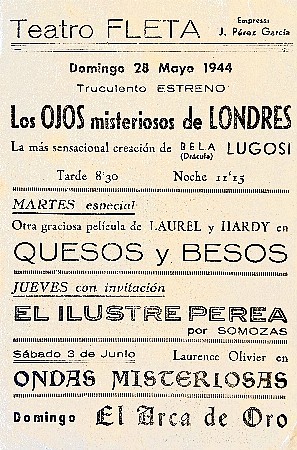 Teatro FLETA
Empresa:
J. Pérez García
Domingo 28 Mayo 1944
Truculento ESTRENO
Los OJOS misteriosos de LONDRES
La más sensacional creación de BELA (Drácula) LUGOSI
Tarde 8'30 Noche 11'15
MARTES especial
Otra graciosa película de LAUREL y HARDY en
QUESOS y BESOS
JUEVES con invitación
EL ILUSTRE PEREA
por SOMOZAS
Sábado 3 de Junio Laurence Olivier en
ONDAS MISTERIOSAS
Domingo El Arca de Oro